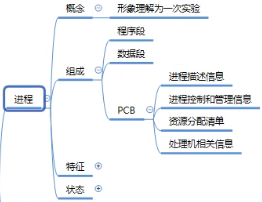 概念
形象理解为一次实验
程序段
数据段
组成
进程描述信息
进程
进程控制和管理信息
PCB
资源分配清单
处理机相关信息
特征
状态